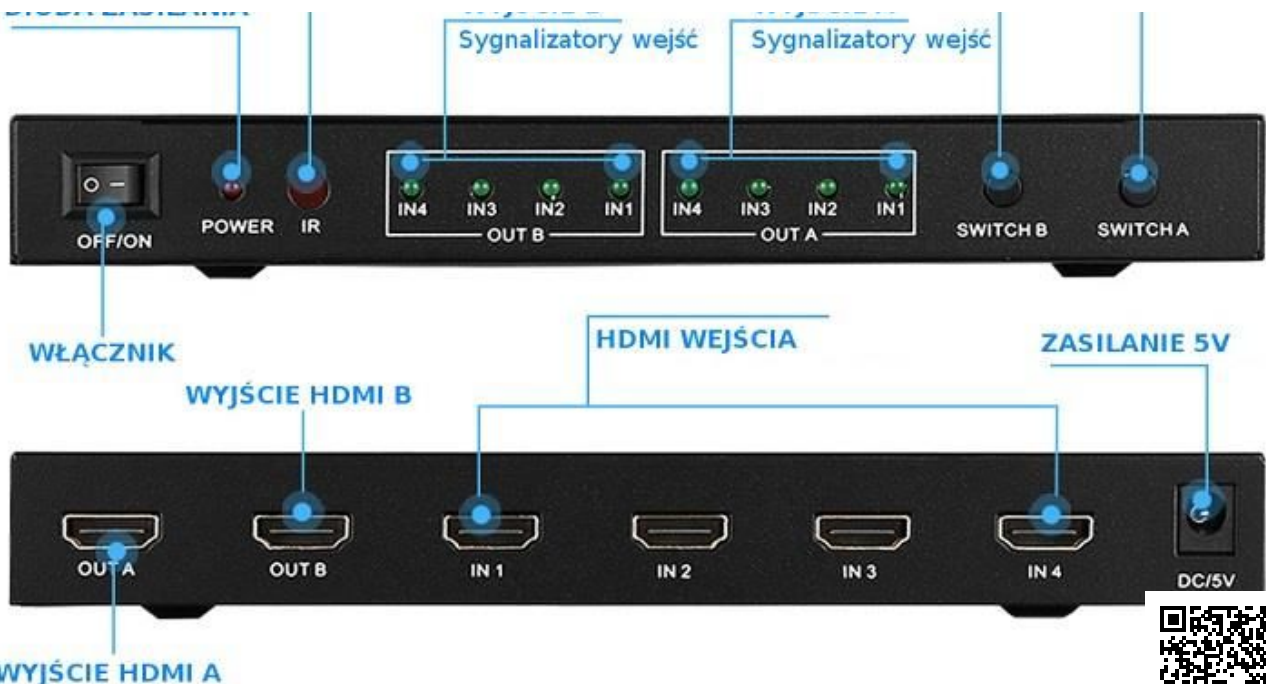 DIODA ZASILANIA
Sygnalizatory wejść
Sygnalizatory wejść
OFF/ON
POWER
IR
IN4 IN3 IN2 IN1
OUT B
IN4 IN3 IN2 IN1
OUT A
SWITCH B
SWITCH A
WŁĄCZNIK
HDMI WEJŚCIA
ZASILANIE 5V
WYJŚCIE HDMI B
OUT A
OUT B
IN 1
IN 2
IN 3
IN 4
DC/5V
WYJŚCIE HDMI A